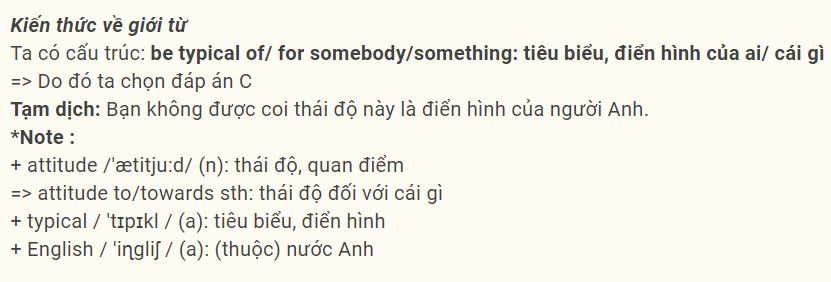 Kiến thức về giới từ
Ta có cấu trúc: be typical of/ for somebody/something: tiêu biểu, điển hình của ai/ cái gì
=> Do đó ta chọn đáp án C
Tạm dịch: Bạn không được coi thái độ này là điển hình của người Anh.
*Note :
+ attitude /'ætitju:d/ (n): thái độ, quan điểm
=> attitude to/towards sth: thái độ đối với cái gì
+ typical / 'tɪpɪkl / (a): tiêu biểu, điển hình
+ English / 'iɳgliʃ / (a): (thuộc) nước Anh